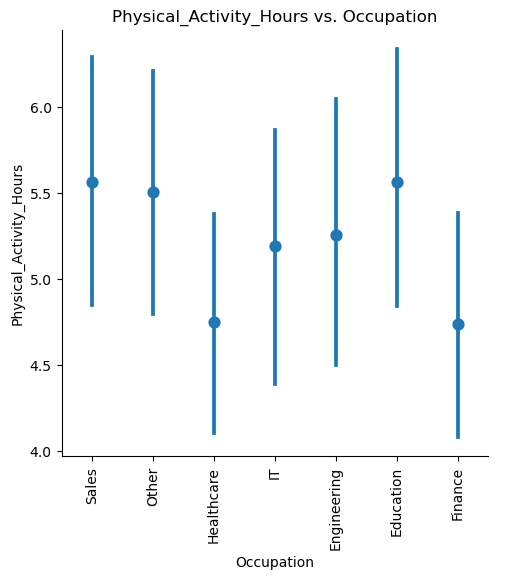 Physical_Activity_Hours vs. Occupation
Physical_Activity_Hours
6.0
5.5
5.0
4.5
4.0
Sales
Other
Healthcare
IT
Engineering
Education
Finance
Occupation